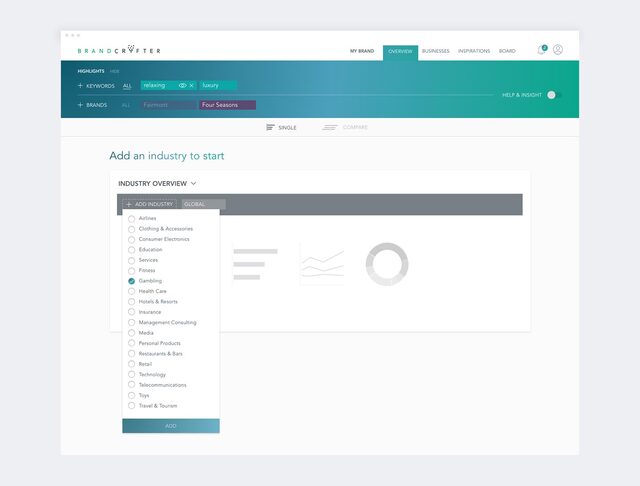 BRANDCRAFTER
MY BRAND OVERVIEW BUSINESSES INSPIRATIONS BOARD 2
HIGHLIGHTS HIDE
+ KEYWORDS ALL relaxing × luxury
+ BRANDS ALL Fairmont Four Seasons
HELP & INSIGHT
SINGLE COMPARE
Add an industry to start
INDUSTRY OVERVIEW
+ ADD INDUSTRY GLOBAL
Airlines
Clothing & Accessories
Consumer Electronics
Education
Services
Fitness
Gambling
Health Care
Hotels & Resorts
Insurance
Management Consulting
Media
Personal Products
Restaurants & Bars
Retail
Technology
Telecommunications
Toys
Travel & Tourism
ADD